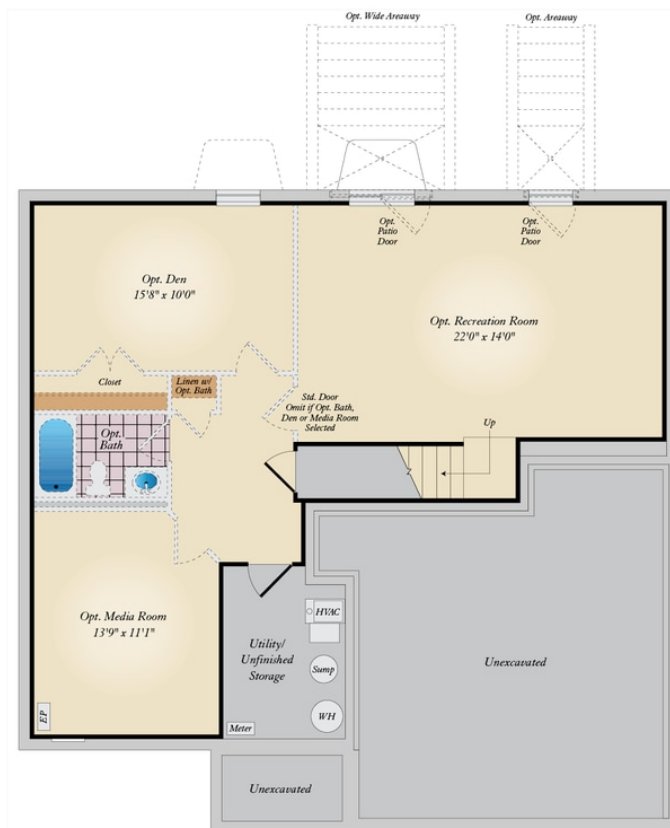 Opt. Wide Areaway
Opt. Areaway
Opt.
Patio
Door
Opt.
Patio
Door
Opt. Den
15'8" x 10'0"
Opt. Recreation Room
22'0" x 14'0"
Closet
Linen w/
Opt. Bath
Std. Door
Omit if Opt. Bath,
Den or Media Room
Selected
Up
Opt.
Bath
Opt. Media Room
13'9" x 11'1"
HVAC
Utility/
Unfinished
Storage
Sump
WH
Unexcavated
EP
Meter
Unexcavated